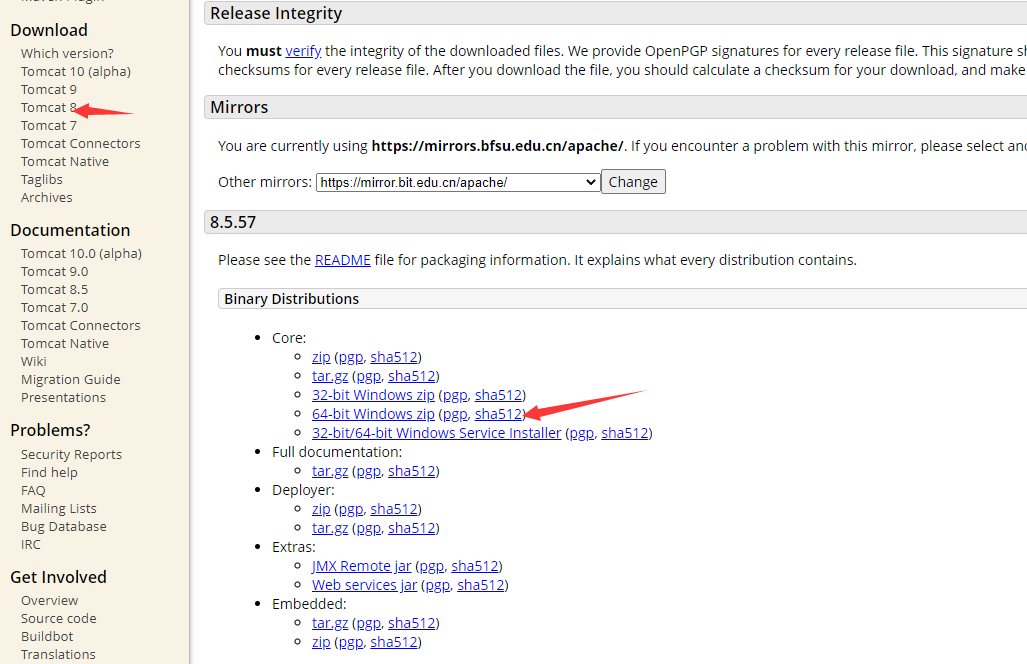 Maven Plugin
Download
Which version?
Tomcat 10 (alpha)
Tomcat 9
Tomcat 8
Tomcat 7
Tomcat Connectors
Tomcat Native
Taglibs
Archives
Documentation
Tomcat 10.0 (alpha)
Tomcat 9.0
Tomcat 8.5
Tomcat 7.0
Tomcat Connectors
Tomcat Native
Wiki
Migration Guide
Presentations
Problems?
Security Reports
Find help
FAQ
Mailing Lists
Bug Database
IRC
Get Involved
Overview
Source code
Buildbot
Translations
Release Integrity
You must verify the integrity of the downloaded files. We provide OpenPGP signatures for every release file. This signature sh
checksums for every release file. After you download the file, you should calculate a checksum for your download, and make
Mirrors
You are currently using https://mirrors.bfsu.edu.cn/apache/. If you encounter a problem with this mirror, please select an
Other mirrors: https://mirror.bit.edu.cn/apache/ Change
8.5.57
Please see the README file for packaging information. It explains what every distribution contains.
Binary Distributions
• Core:
○ zip (pgp, sha512)
○ tar.gz (pgp, sha512)
○ 32-bit Windows zip (pgp, sha512)
○ 64-bit Windows zip (pgp, sha512)
○ 32-bit/64-bit Windows Service Installer (pgp, sha512)
• Full documentation:
○ tar.gz (pgp, sha512)
• Deployer:
○ zip (pgp, sha512)
○ tar.gz (pgp, sha512)
• Extras:
○ JMX Remote jar (pgp, sha512)
○ Web services jar (pgp, sha512)
• Embedded:
○ tar.gz (pgp, sha512)
○ zip (pgp, sha512)